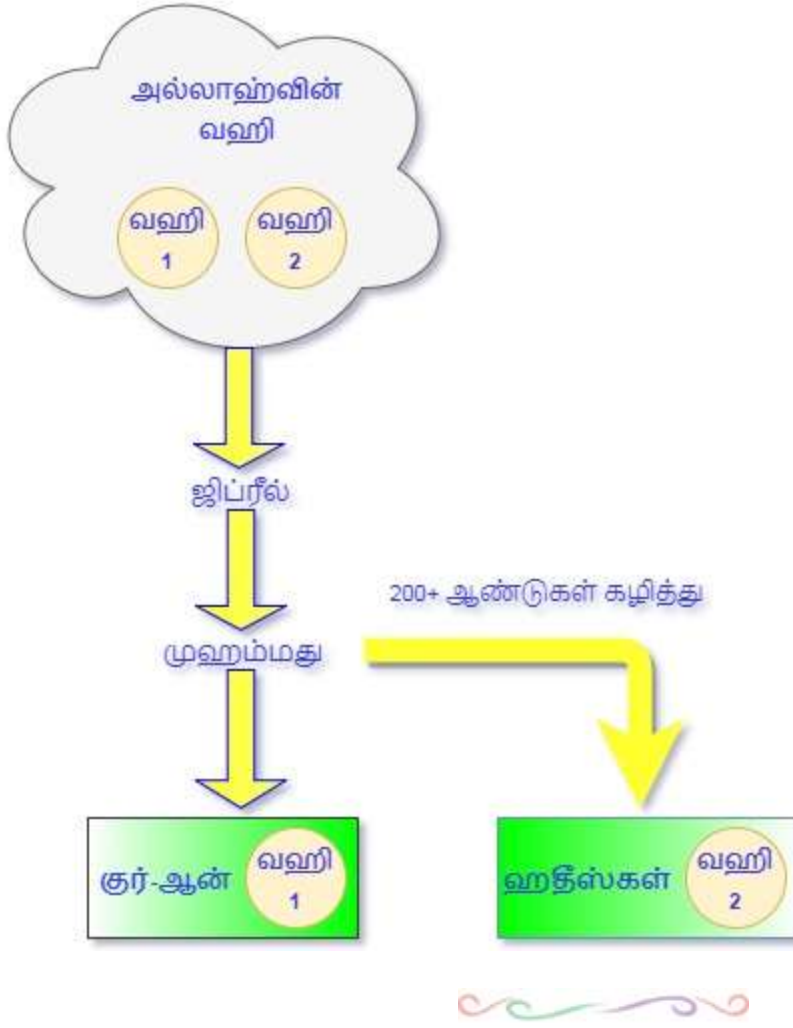 அல்லாஹ்வின்
வஹி
வஹி
1
வஹி
2
ஜிப்ரீல்
200+ ஆண்டுகள் கழித்து
முஹம்மது
குர்-ஆன்
வஹி
1
ஹதீஸ்கள்
வஹி
2